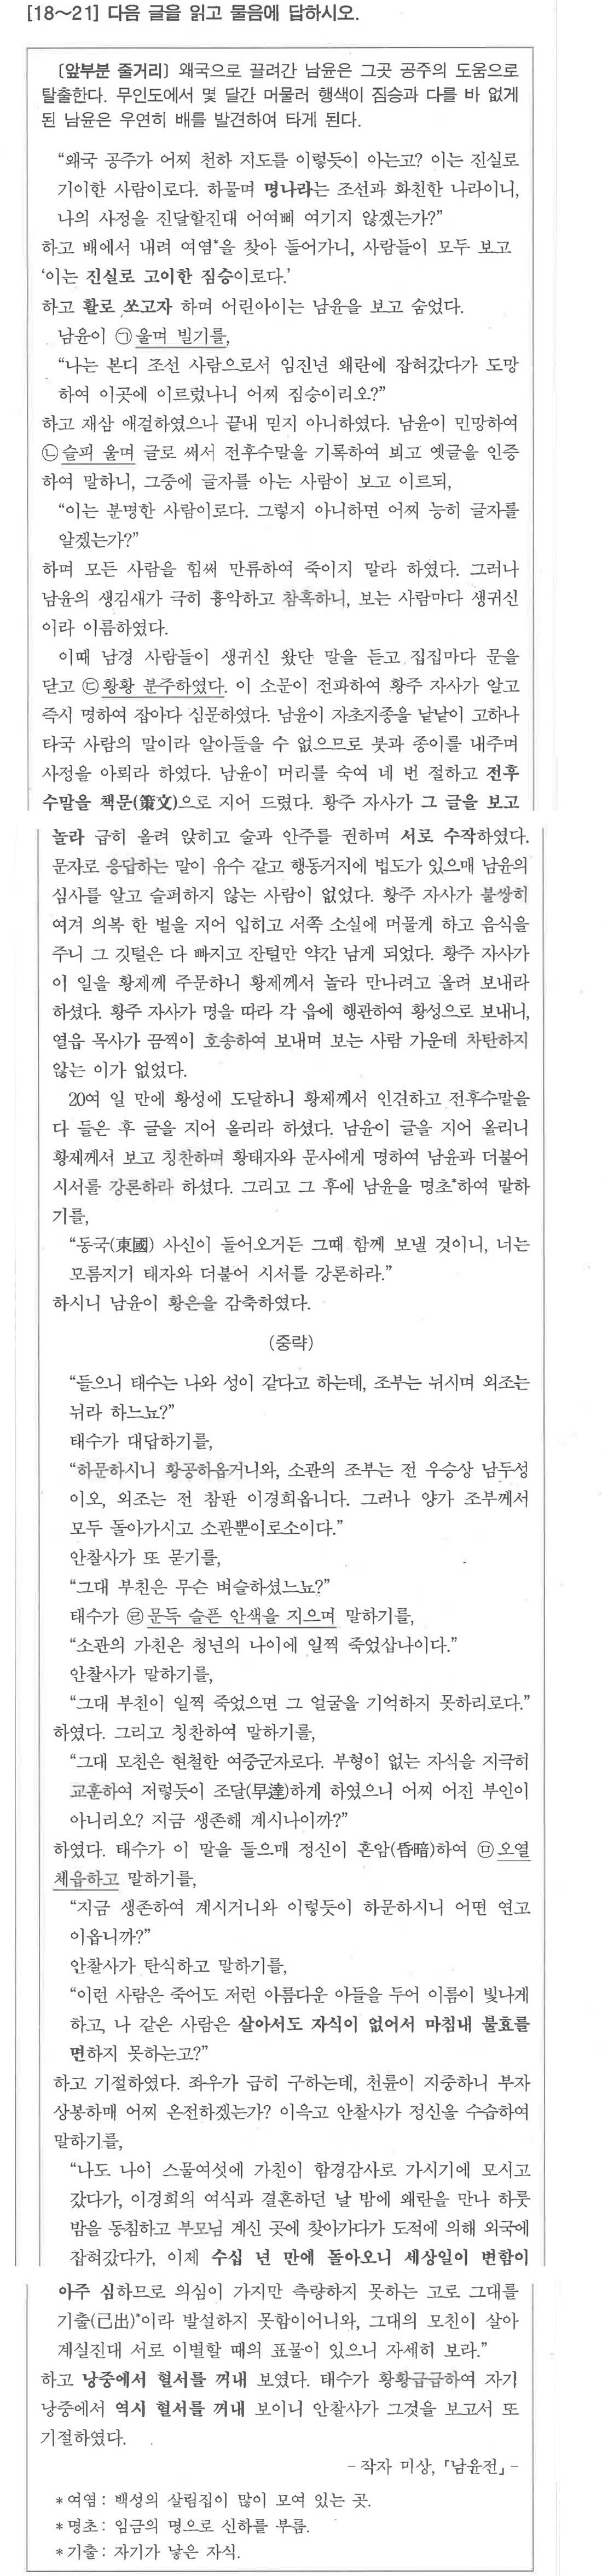 [18～21] 다음 글을 읽고 물음에 답하시오.
〔앞부분 줄거리〕 왜국으로 끌려간 남윤은 그곳 공주의 도움으로
탈출한다. 무인도에서 몇 달간 머물러 행색이 짐승과 다를 바 없게
된 남윤은 우연히 배를 발견하여 타게 된다.
“왜국 공주가 어찌 천하 지도를 이렇듯이 아는고? 이는 진실로
기이한 사람이로다. 하물며 명나라는 조선과 화친한 나라이니,
나의 사정을 진달할진대 어여삐 여기지 않겠는가?”
하고 배에서 내려 여염*을 찾아 들어가니, 사람들이 모두 보고
‘이는 진실로 고이한 짐승이로다.’
하고 활로 쏘고자 하며 어린아이는 남윤을 보고 숨었다.
남윤이 ㉠울며 빌기를,
“나는 본디 조선 사람으로서 임진년 왜란에 잡혀갔다가 도망
하여 이곳에 이르렀나니 어찌 짐승이리오?”
하고 재삼 애걸하였으나 끝내 믿지 아니하였다. 남윤이 민망하여
㉡슬피 울며 글로 써서 전후수말을 기록하여 뵈고 옛글을 인증
하여 말하니, 그중에 글자를 아는 사람이 보고 이르되,
“이는 분명한 사람이로다. 그렇지 아니하면 어찌 능히 글자를
알겠는가?”
하며 모든 사람을 힘써 만류하여 죽이지 말라 하였다. 그러나
남윤의 생김새가 극히 흉악하고 참혹하니, 보는 사람마다 생귀신
이라 이름하였다.
이때 남경 사람들이 생귀신 왔단 말을 듣고 집집마다 문을
닫고 ㉢황황 분주하였다. 이 소문이 전파하여 황주 자사가 알고
즉시 명하여 잡아다 심문하였다. 남윤이 자초지종을 낱낱이 고하나
타국 사람의 말이라 알아들을 수 없으므로 붓과 종이를 내주며
사정을 아뢰라 하였다. 남윤이 머리를 숙여 네 번 절하고 전후
수말을 책문(策文)으로 지어 드렸다. 황주 자사가 그 글을 보고
놀라 급히 올려 앉히고 술과 안주를 권하며 서로 수작하였다.
문자로 응답하는 말이 유수 같고 행동거지에 법도가 있으매 남윤의
심사를 알고 슬퍼하지 않는 사람이 없었다. 황주 자사가 불쌍히
여겨 의복 한 벌을 지어 입히고 서쪽 소실에 머물게 하고 음식을
주니 그 깃털은 다 빠지고 잔털만 약간 남게 되었다. 황주 자사가
이 일을 황제께 주문하니 황제께서 놀라 만나려고 올려 보내라
하셨다. 황주 자사가 명을 따라 각 읍에 행관하여 황성으로 보내니,
열읍 목사가 끔찍이 호송하여 보내며 보는 사람 가운데 차탄하지
않는 이가 없었다.
20여 일 만에 황성에 도달하니 황제께서 인견하고 전후수말을
다 들은 후 글을 지어 올리라 하셨다. 남윤이 글을 지어 올리니
황제께서 보고 칭찬하며 황태자와 문사에게 명하여 남윤과 더불어
시서를 강론하라 하셨다. 그리고 그 후에 남윤을 명초*하여 말하
기를,
“동국(東國) 사신이 들어오거든 그때 함께 보낼 것이니, 너는
모름지기 태자와 더불어 시서를 강론하라.”
하시니 남윤이 황은을 감축하였다.
(중략)
“들으니 태수는 나와 성이 같다고 하는데, 조부는 뉘시며 외조는
뉘라 하느뇨?”
태수가 대답하기를,
“하문하시니 황공하옵거니와, 소관의 조부는 전 우승상 남두성
이오, 외조는 전 참판 이경희옵니다. 그러나 양가 조부께서
모두 돌아가시고 소관뿐이로소이다.”
안찰사가 또 묻기를,
“그대 부친은 무슨 벼슬하셨느뇨?”
태수가 ㉣문득 슬픈 안색을 지으며 말하기를,
“소관의 가친은 청년의 나이에 일찍 죽었삽나이다.”
안찰사가 말하기를,
“그대 부친이 일찍 죽었으면 그 얼굴을 기억하지 못하리로다.”
하였다. 그리고 칭찬하여 말하기를,
“그대 모친은 현철한 여중군자로다. 부형이 없는 자식을 지극히
교훈하여 저렇듯이 조달(早達)하게 하였으니 어찌 어진 부인이
아니리오? 지금 생존해 계시나이까?”
하였다. 태수가 이 말을 들으매 정신이 혼암(昏暗)하여 ㉤오열
체읍하고 말하기를,
“지금 생존하여 계시거니와 이렇듯이 하문하시니 어떤 연고
이옵니까?”
안찰사가 탄식하고 말하기를,
“이런 사람은 죽어도 저런 아름다운 아들을 두어 이름이 빛나게
하고, 나 같은 사람은 살아서도 자식이 없어서 마침내 불효를
면하지 못하는고?”
하고 기절하였다. 좌우가 급히 구하는데, 천륜이 지중하니 부자
상봉하매 어찌 온전하겠는가? 이윽고 안찰사가 정신을 수습하여
말하기를,
“나도 나이 스물여섯에 가친이 함경감사로 가시기에 모시고
갔다가, 이경희의 여식과 결혼하던 날 밤에 왜란을 만나 하룻
밤을 동침하고 부모님 계신 곳에 찾아가다가 도적에 의해 외국에
잡혀갔다가, 이제 수십 년 만에 돌아오니 세상일이 변함이
아주 심하므로 의심이 가지만 측량하지 못하는 고로 그대를
기출(己出)*이라 발설하지 못함이어니와, 그대의 모친이 살아
계실진대 서로 이별할 때의 표물이 있으니 자세히 보라.”
하고 낭중에서 혈서를 꺼내 보였다. 태수가 황황급급하여 자기
낭중에서 역시 혈서를 꺼내 보이니 안찰사가 그것을 보고서 또
기절하였다.
- 작자 미상, 「남윤전」 -
* 여염 : 백성의 살림집이 많이 모여 있는 곳.
* 명초 : 임금의 명으로 신하를 부름.
* 기출 : 자기가 낳은 자식.